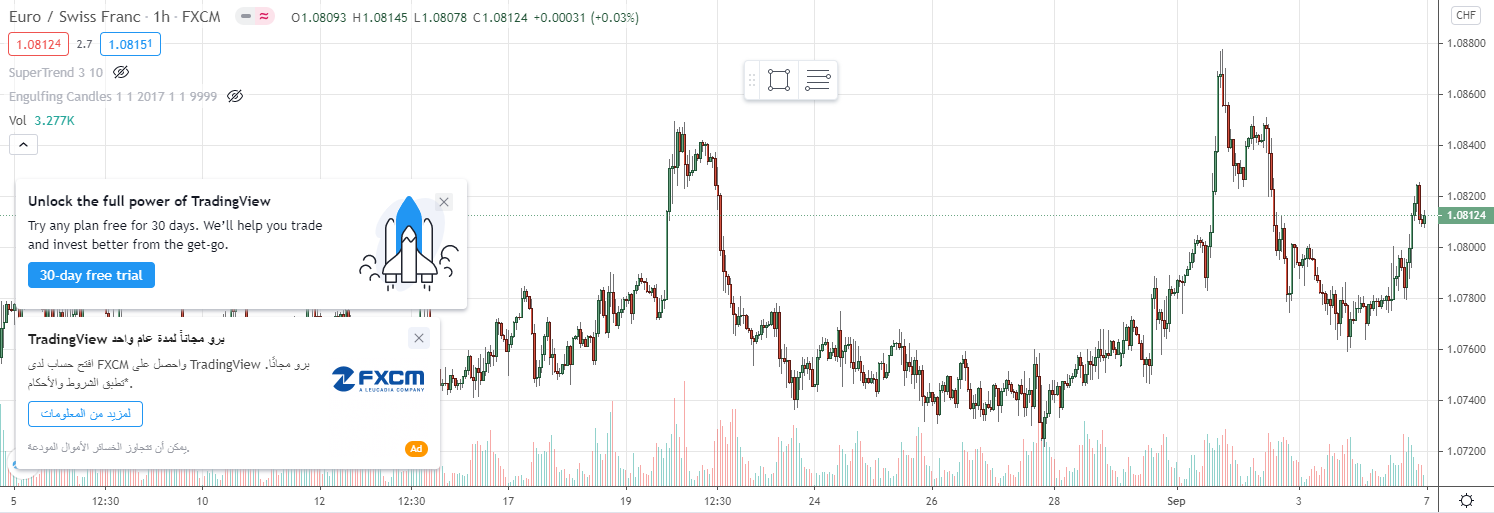 Euro / Swiss Franc · 1h · FXCM
O1.08093 H1.08145 L1.08078 C1.08124 +0.00031 (+0.03%)
CHF
1.08124 2.7 1.08151
SuperTrend 3 10
Engulfing Candles 1 1 2017 1 1 9999
Vol 3.277K
Unlock the full power of TradingView
Try any plan free for 30 days. We'll help you trade
and invest better from the get-go.
30-day free trial
TradingView برو مجاناً لمدة عام واحد
افتح حساب لدى FXCM واحصل على TradingView برو مجانًا.
*تطبق الشروط والأحكام.
FXCM
A LEUCADIA COMPANY
لمزيد من المعلومات
يمكن أن تتجاوز الخسائر الأموال المودعة.
Ad
1.08800
1.08600
1.08400
1.08200
1.08124
1.08000
1.07800
1.07600
1.07400
1.07200
5 12:30 10 12 12:30 17 19 12:30 24 26 28 Sep 3 7